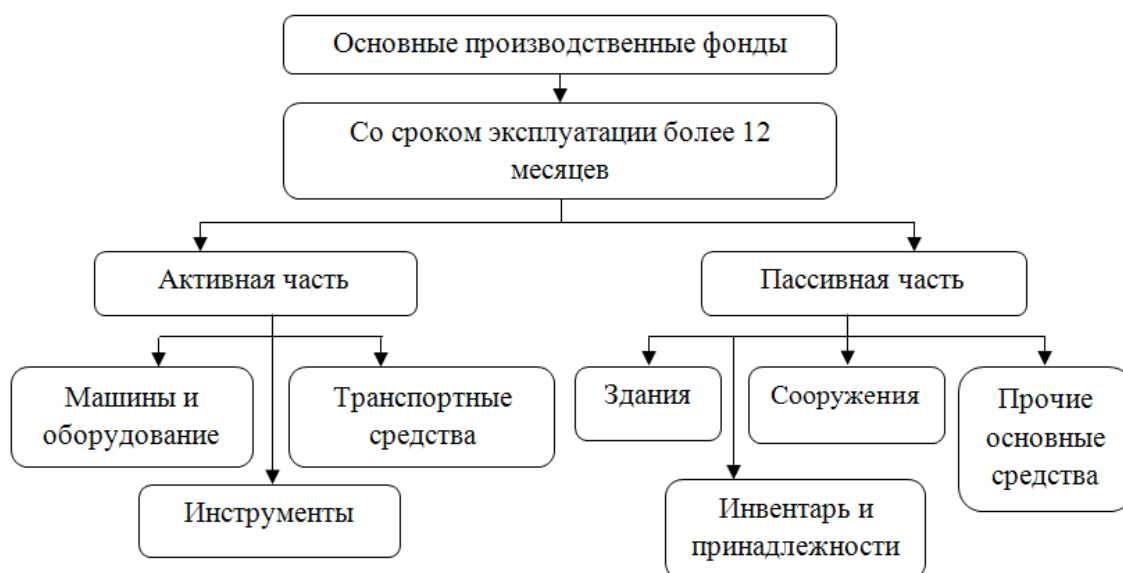 Основные производственные фонды
Со сроком эксплуатации более 12
месяцев
Активная часть
Пассивная часть
Машины и
оборудование
Транспортные
средства
Инструменты
Здания
Сооружения
Прочие
основные
средства
Инвентарь и
принадлежности